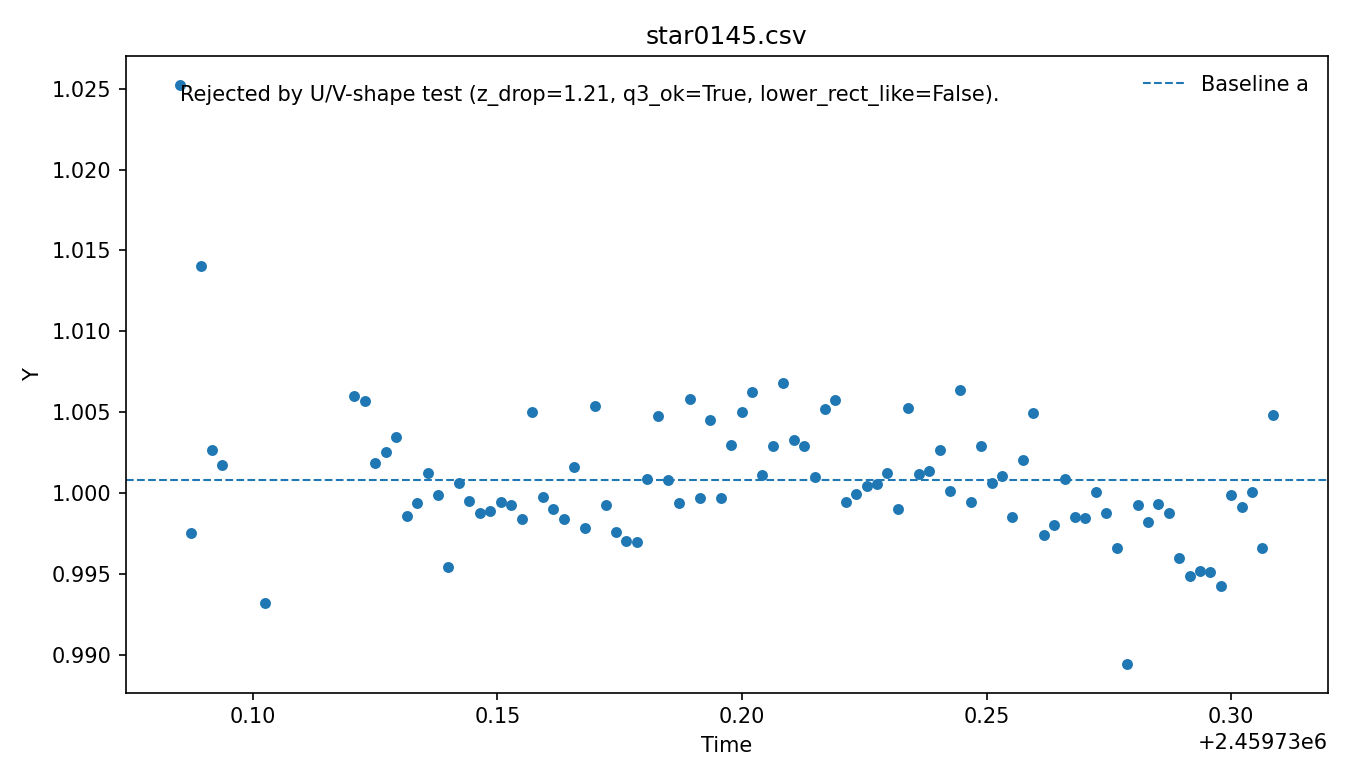 star0145.csv
1.025
Rejected by U/V-shape test (z_drop=1.21, q3_ok=True, lower_rect_like=False).
Baseline a
1.020
1.015
1.010
Y
1.005
1.000
0.995
0.990
0.10 0.15 0.20 0.25 0.30
Time
+2.45973e6